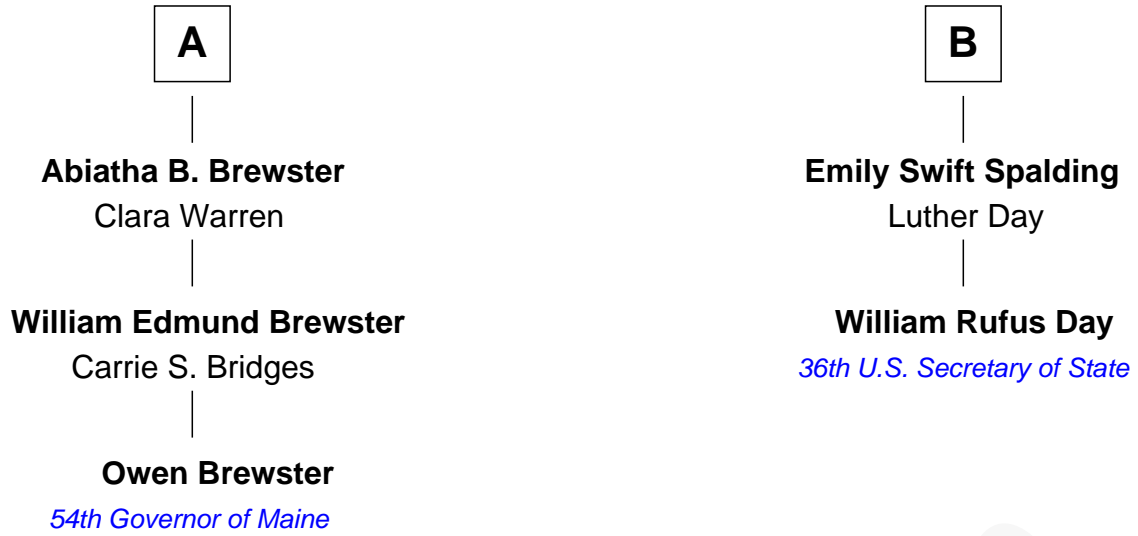 A
Abiatha B. Brewster
Clara Warren
William Edmund Brewster
Carrie S. Bridges
Owen Brewster
54th Governor of Maine
B
Emily Swift Spalding
Luther Day
William Rufus Day
36th U.S. Secretary of State